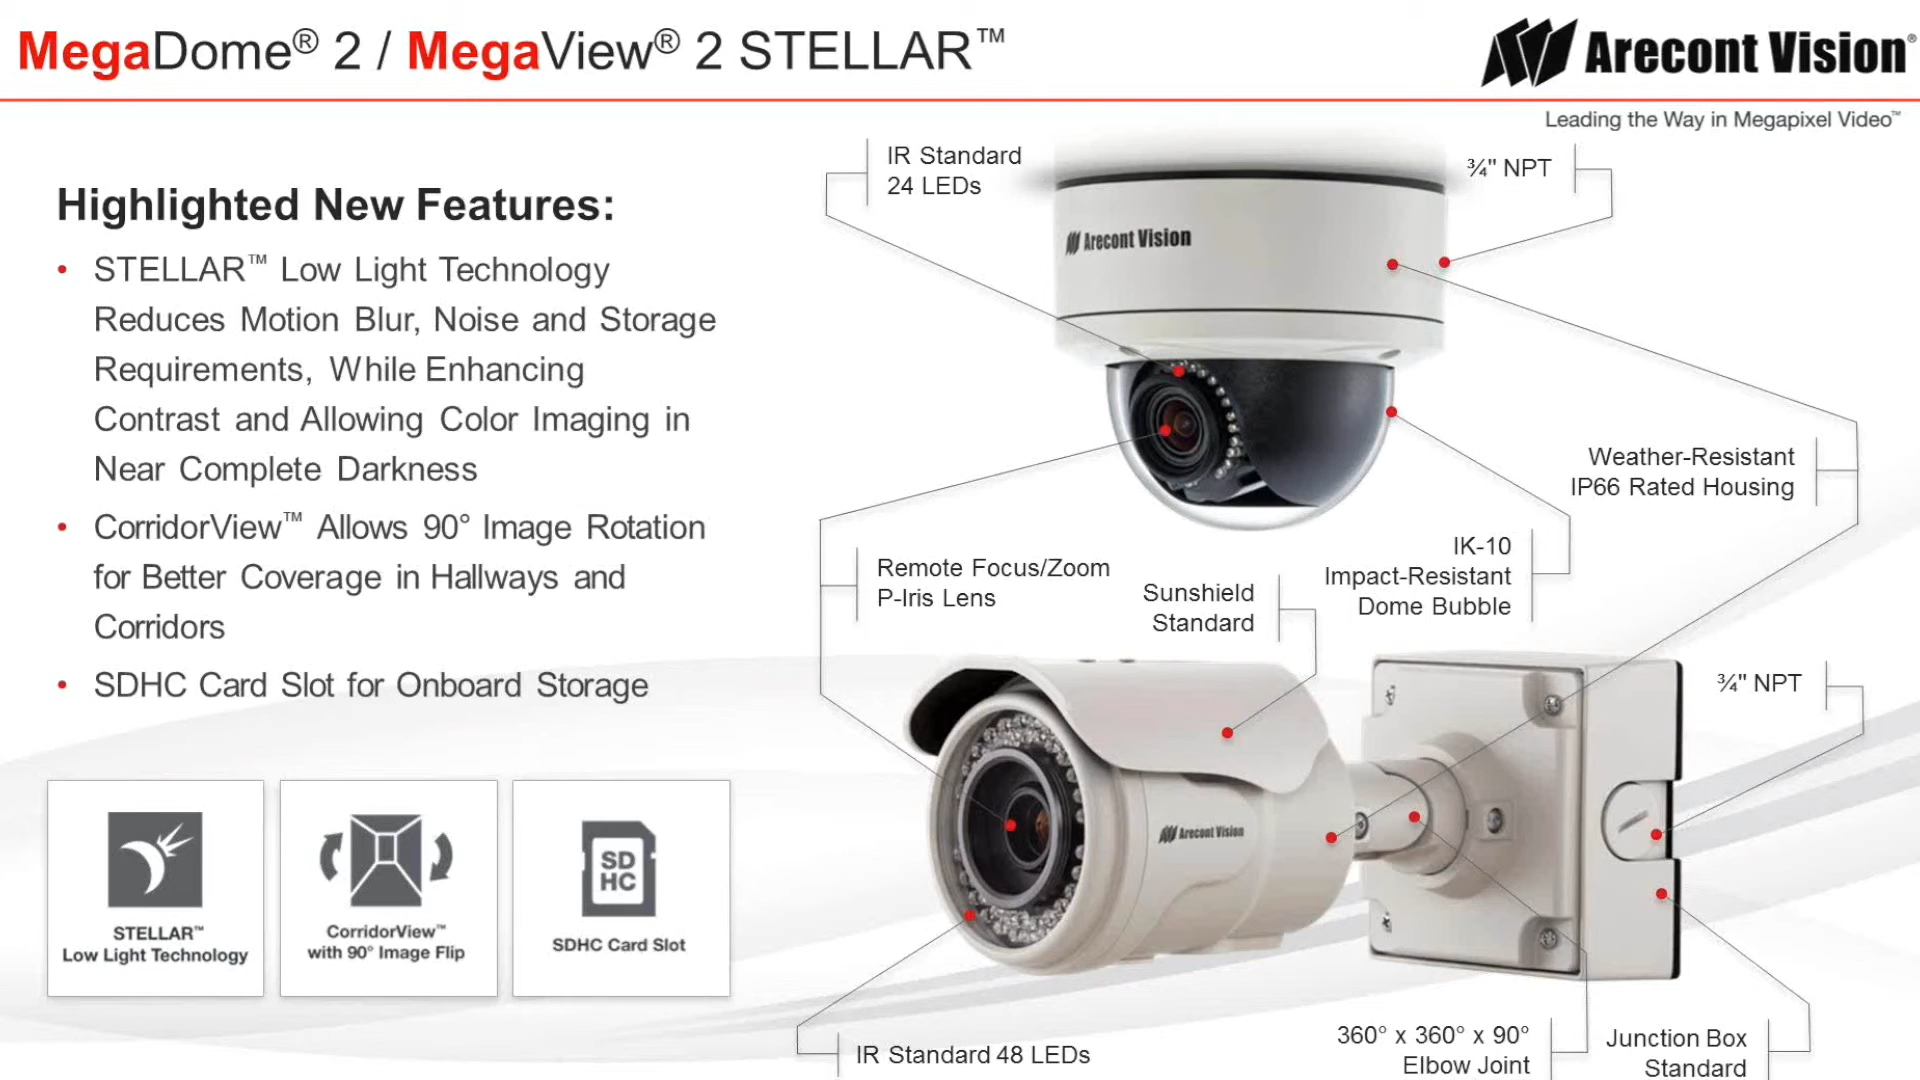 MegaDome® 2 / MegaView® 2 STELLAR™
Arecont Vision®
Leading the Way in Megapixel Video™
Highlighted New Features:
• STELLAR™ Low Light Technology
Reduces Motion Blur, Noise and Storage
Requirements, While Enhancing
Contrast and Allowing Color Imaging in
Near Complete Darkness
• CorridorView™ Allows 90° Image Rotation
for Better Coverage in Hallways and
Corridors
• SDHC Card Slot for Onboard Storage
STELLAR™
Low Light Technology
CorridorView™
with 90° Image Flip
SD
HC
SDHC Card Slot
IR Standard
24 LEDs
¾" NPT
Arecont Vision
Weather-Resistant
IP66 Rated Housing
IK-10
Impact-Resistant
Dome Bubble
Remote Focus/Zoom
P-Iris Lens
Sunshield
Standard
¾" NPT
Arecont Vision
IR Standard 48 LEDs
360° x 360° x 90°
Elbow Joint
Junction Box
Standard